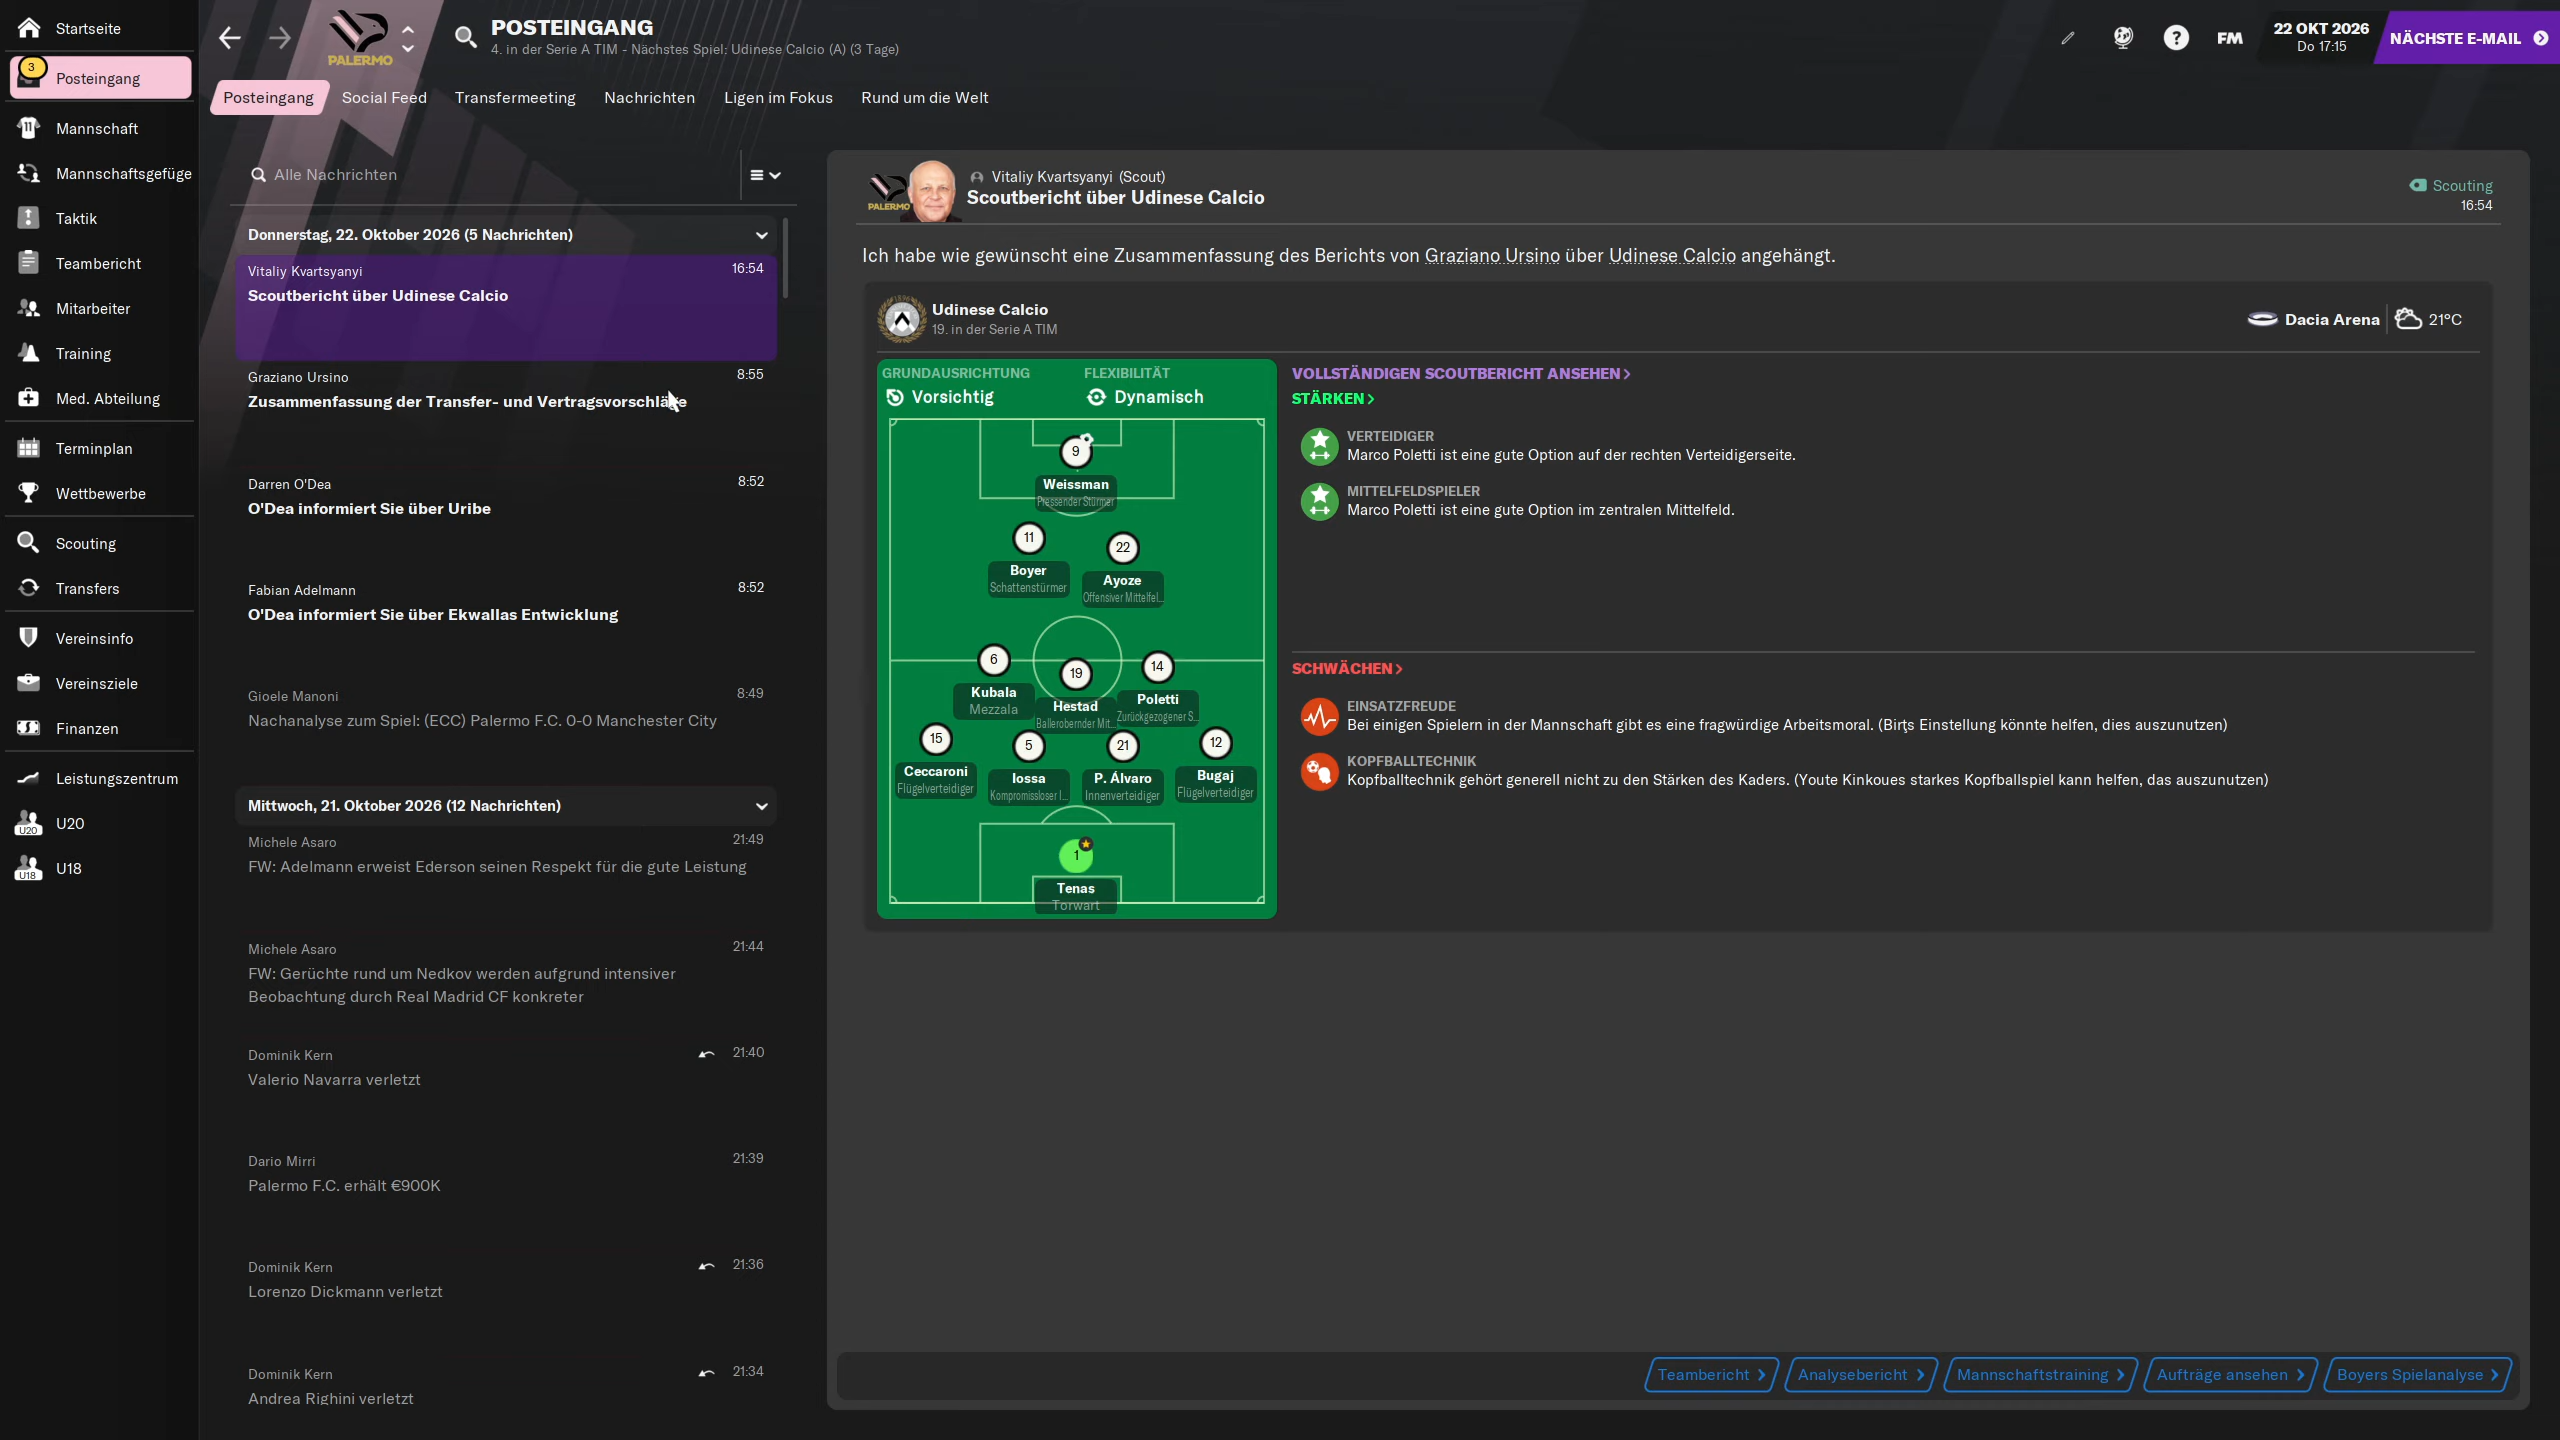 Startseite
3
Posteingang
Mannschaft
Mannschaftsgefüge
Taktik
Teambericht
Mitarbeiter
Training
Med. Abteilung
Terminplan
Wettbewerbe
Scouting
Transfers
Vereinsinfo
Vereinsziele
Finanzen
Leistungszentrum
U20
U20
U18
U18
PALERMO
POSTEINGANG
4. in der Serie A TIM - Nächstes Spiel: Udinese Calcio (A) (3 Tage)
FM
22 OKT 2026
Do 17:15
NÄCHSTE E-MAIL
Posteingang
Social Feed
Transfermeeting
Nachrichten
Ligen im Fokus
Rund um die Welt
Alle Nachrichten
Donnerstag, 22. Oktober 2026 (5 Nachrichten)
Vitaliy Kvartsyanyi 16:54
Scoutbericht über Udinese Calcio
Graziano Ursino 8:55
Zusammenfassung der Transfer- und Vertragsvorschläge
Darren O'Dea 8:52
O'Dea informiert Sie über Uribe
Fabian Adelmann 8:52
O'Dea informiert Sie über Ekwallas Entwicklung
Gioele Manoni 8:49
Nachanalyse zum Spiel: (ECC) Palermo F.C. 0-0 Manchester City
Mittwoch, 21. Oktober 2026 (12 Nachrichten)
Michele Asaro 21:49
FW: Adelmann erweist Ederson seinen Respekt für die gute Leistung
Michele Asaro 21:44
FW: Gerüchte rund um Nedkov werden aufgrund intensiver
Beobachtung durch Real Madrid CF konkreter
Dominik Kern 21:40
Valerio Navarra verletzt
Dario Mirri 21:39
Palermo F.C. erhält €900K
Dominik Kern 21:36
Lorenzo Dickmann verletzt
Dominik Kern 21:34
Andrea Righini verletzt
PALERMO
Vitaliy Kvartsyanyi (Scout)
Scoutbericht über Udinese Calcio
Scouting
16:54
Ich habe wie gewünscht eine Zusammenfassung des Berichts von Graziano Ursino über Udinese Calcio angehängt.
Udinese Calcio
19. in der Serie A TIM
Dacia Arena
21°C
GRUNDAUSRICHTUNG
Vorsichtig
FLEXIBILITÄT
Dynamisch
9
Weissman
Pressender Stürmer
11
Boyer
Schattenstürmer
22
Ayoze
Offensiver Mittelfel...
6
Kubala
Mezzala
19
Hestad
Ballerobernder Mit...
14
Poletti
Zurückgezogener S...
15
Ceccaroni
Flügelverteidiger
5
Iossa
Kompromissloser I...
21
P. Álvaro
Innenverteidiger
12
Bugaj
Flügelverteidiger
1
Tenas
Torwart
VOLLSTÄNDIGEN SCOUTBERICHT ANSEHEN
STÄRKEN
VERTEIDIGER
Marco Poletti ist eine gute Option auf der rechten Verteidigerseite.
MITTELFELDSPIELER
Marco Poletti ist eine gute Option im zentralen Mittelfeld.
SCHWÄCHEN
EINSATZFREUDE
Bei einigen Spielern in der Mannschaft gibt es eine fragwürdige Arbeitsmoral. (Birțs Einstellung könnte helfen, dies auszunutzen)
KOPFBALLTECHNIK
Kopfballtechnik gehört generell nicht zu den Stärken des Kaders. (Youte Kinkoues starkes Kopfballspiel kann helfen, das auszunutzen)
Teambericht
Analysebericht
Mannschaftstraining
Aufträge ansehen
Boyers Spielanalyse